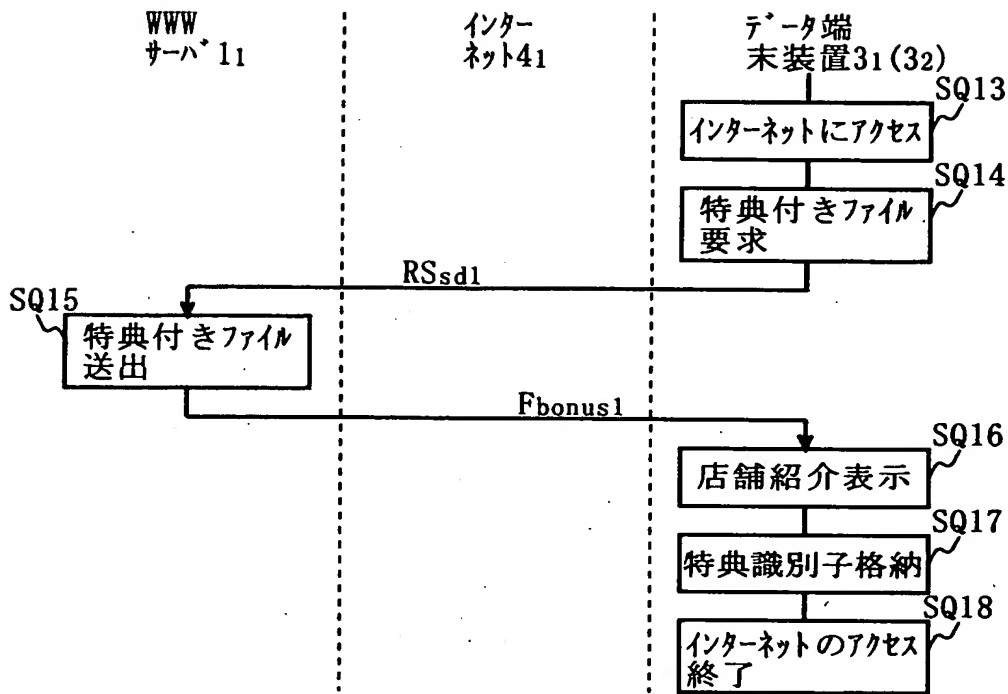 WWW
サーバ11
インター
ネット41
データ端
末装置31(32)
SQ13
インターネットにアクセス
SQ14
特典付きファイル
要求
RSsd1
SQ15
特典付きファイル
送出
Fbonus1
SQ16
店舗紹介表示
SQ17
特典識別子格納
SQ18
インターネットのアクセス
終了